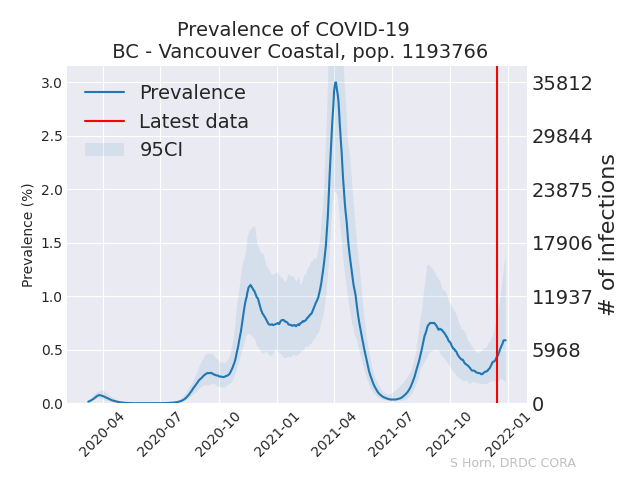 Prevalence of COVID-19
BC - Vancouver Coastal, pop. 1193766
Prevalence
Latest data
95CI
Prevalence (%)
3.0
2.5
2.0
1.5
1.0
0.5
0.0
35812
29844
23875
17906
11937
5968
0
# of infections
2020-04
2020-07
2020-10
2021-01
2021-04
2021-07
2021-10
2022-01
S Horn, DRDC CORA